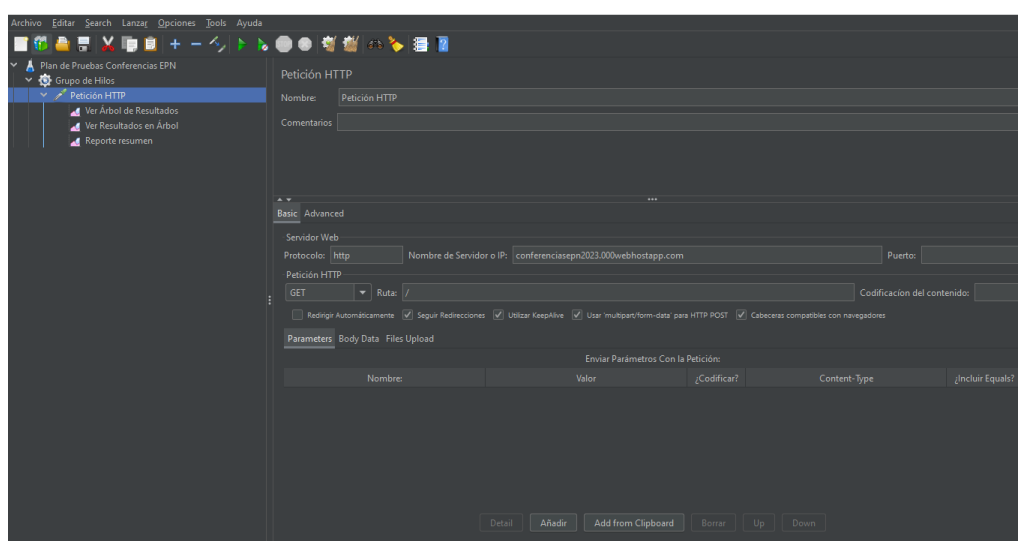 Archivo Editar Search Lanzar Opciones Tools Ayuda
Plan de Pruebas Conferencias EPN
Grupo de Hilos
Petición HTTP
Ver Árbol de Resultados
Ver Resultados en Árbol
Reporte resumen
Petición HTTP
Nombre: Petición HTTP
Comentarios
Basic Advanced
Servidor Web
Protocolo: http Nombre de Servidor o IP: conferenciasepn2023.000webhostapp.com Puerto:
Petición HTTP
GET Ruta: / Codificacíon del contenido:
Redirigir Automáticamente Seguir Redirecciones Utilizar KeepAlive Usar 'multipart/form-data' para HTTP POST Cabeceras compatibles con navegadores
Parameters Body Data Files Upload
Enviar Parámetros Con la Petición:
Nombre: Valor ¿Codificar? Content-Type ¿Incluir Equals?
Detail Añadir Add from Clipboard Borrar Up Down